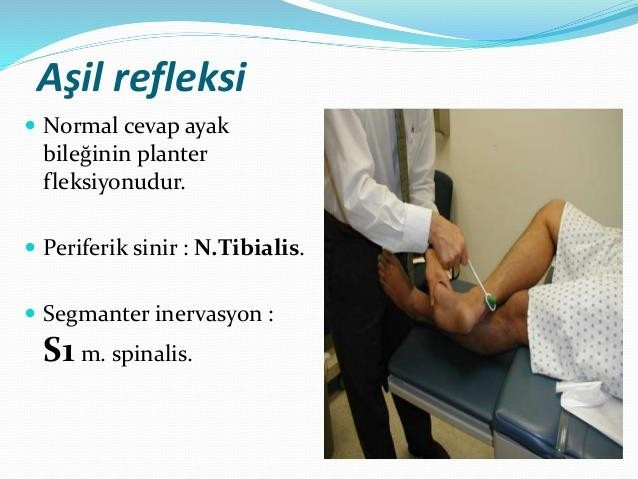 Aşil refleksi
Normal cevap ayak
bileğinin planter
fleksiyonudur.
Periferik sinir : N.Tibialis.
Segmanter inervasyon :
S1 m. spinalis.